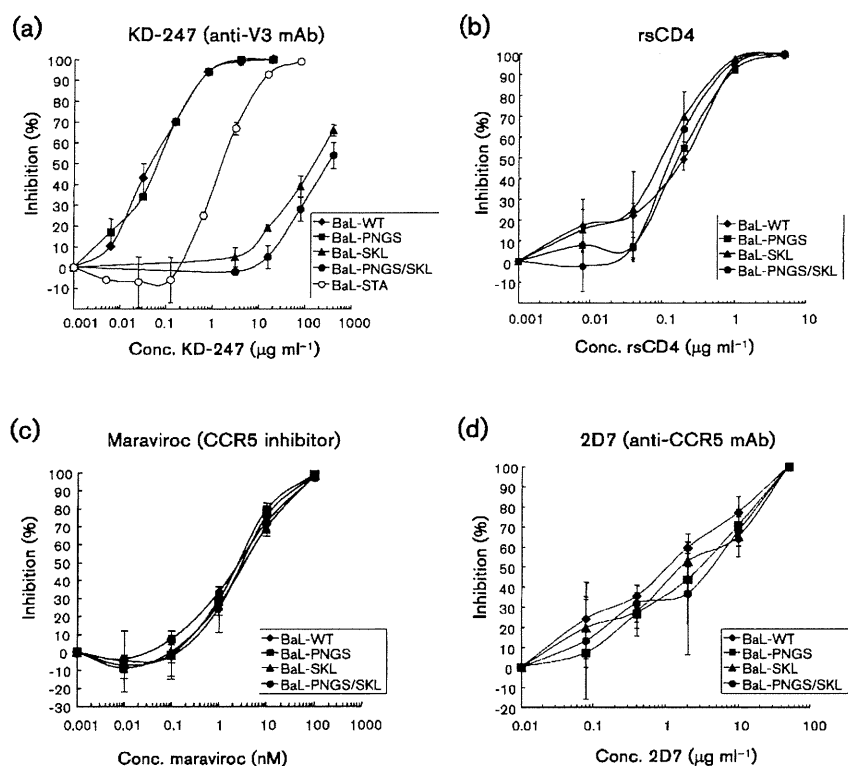 (a)
KD-247 (anti-V3 mAb)
Inhibition (%)
100
90
80
70
60
50
40
30
20
10
0
-10
0.001 0.01 0.1 1 10 100 1000
Conc. KD-247 (μg ml⁻¹)
BaL-WT
BaL-PNGS
BaL-SKL
BaL-PNGS/SKL
BaL-STA
(b)
rsCD4
Inhibition (%)
100
90
80
70
60
50
40
30
20
10
0
-10
-20
0.001 0.01 0.1 1 10
Conc. rsCD4 (μg ml⁻¹)
BaL-WT
BaL-PNGS
BaL-SKL
BaL-PNGS/SKL
(c)
Maraviroc (CCR5 inhibitor)
Inhibition (%)
100
90
80
70
60
50
40
30
20
10
0
-10
-20
-30
0.001 0.01 0.1 1 10 100 1000
Conc. maraviroc (nM)
BaL-WT
BaL-PNGS
BaL-SKL
BaL-PNGS/SKL
(d)
2D7 (anti-CCR5 mAb)
Inhibition (%)
100
90
80
70
60
50
40
30
20
10
0
-10
-20
0.01 0.1 1 10 100
Conc. 2D7 (μg ml⁻¹)
BaL-WT
BaL-PNGS
BaL-SKL
BaL-PNGS/SKL